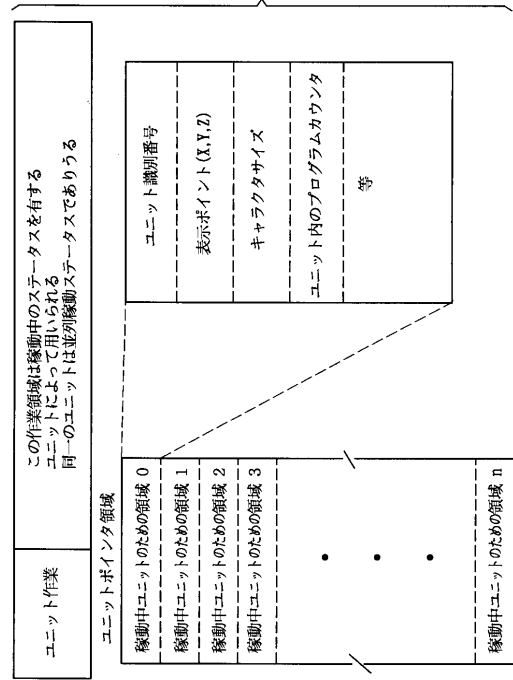 ユニット作業
この作業領域は稼動中のステータスを有する
ユニットによって用いられる
同一のユニットは並列稼動ステータスでありうる
ユニットポインタ領域
稼動中ユニットのための領域 0
稼動中ユニットのための領域 1
稼動中ユニットのための領域 2
稼動中ユニットのための領域 3
稼動中ユニットのための領域 n
ユニット識別番号
表示ポイント(X,Y,Z)
キャラクタサイズ
ユニット内のプログラムカウンタ
等